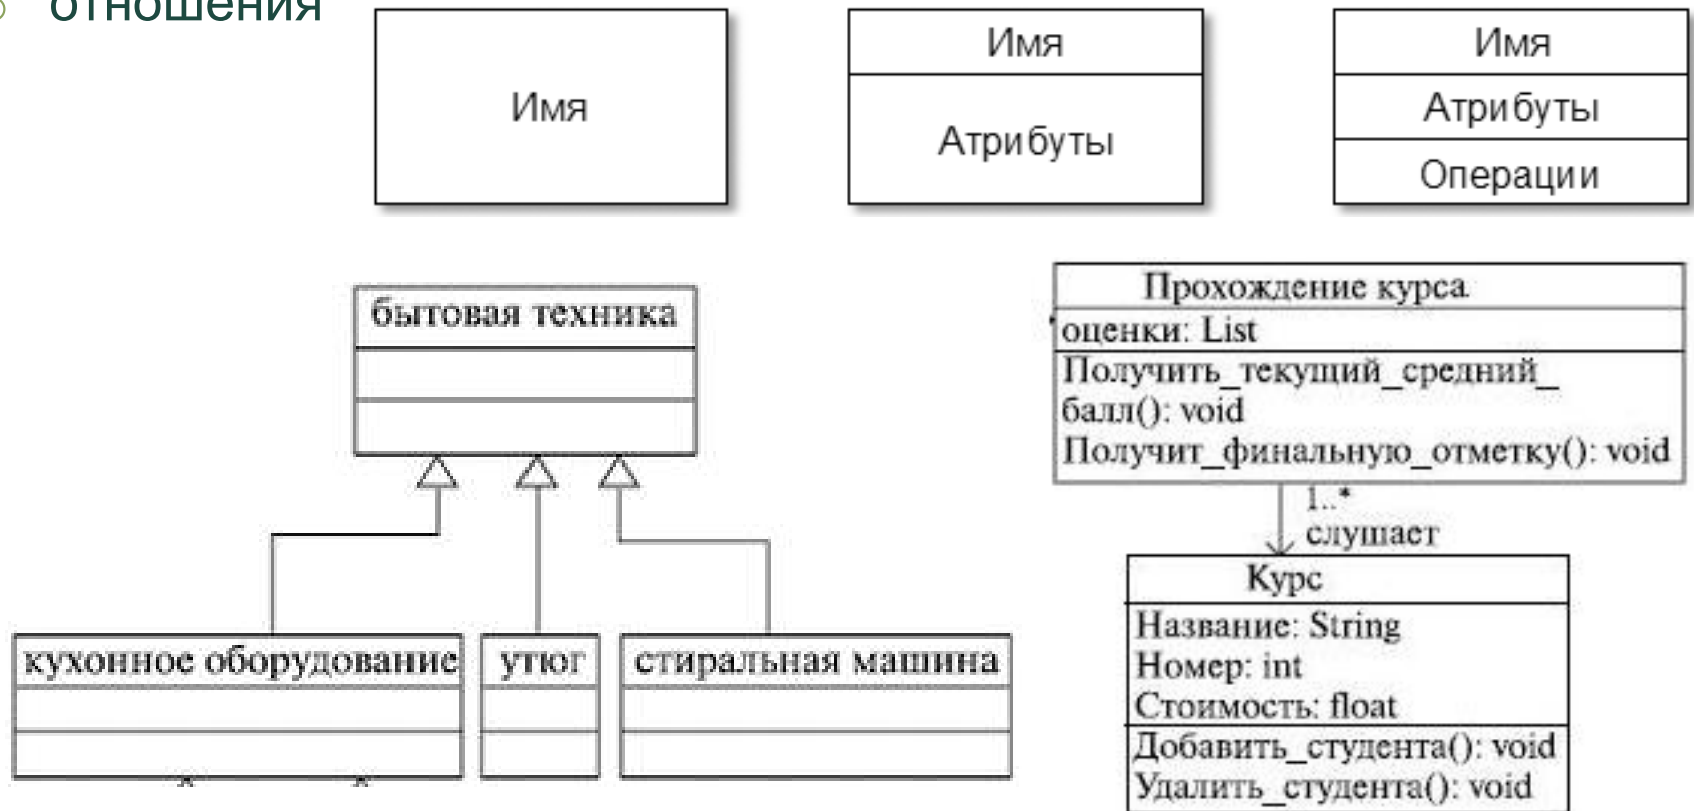 отношения
Имя
Имя
Атрибуты
Имя
Атрибуты
Операции
бытовая техника
кухонное оборудование
утюг
стиральная машина
Прохождение курса
оценки: List
Получить_текущий_средний_
балл(): void
Получит_финальную_отметку(): void
1..*
слушает
Курс
Название: String
Номер: int
Стоимость: float
Добавить_студента(): void
Удалить_студента(): void